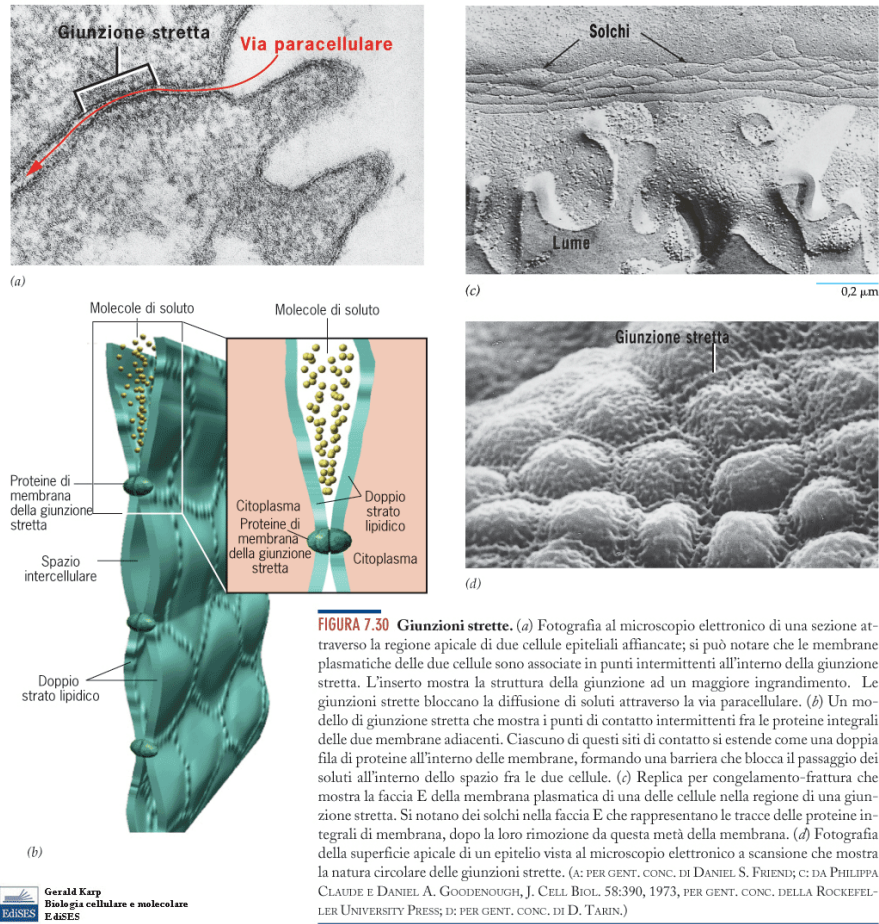 Giunzione stretta
Via paracellulare
(a)
Solchi
Lume
(c)
0,2 μm
Molecole di soluto
Molecole di soluto
Proteine di
membrana
della giunzione
stretta
Citoplasma
Proteine di
membrana
della giunzione
stretta
Doppio
strato
lipidico
Citoplasma
Spazio
intercellulare
Doppio
strato lipidico
(b)
Giunzione stretta
(d)
FIGURA 7.30 Giunzioni strette. (a) Fotografia al microscopio elettronico di una sezione at-
traverso la regione apicale di due cellule epiteliali affiancate; si può notare che le membrane
plasmatiche delle due cellule sono associate in punti intermittenti all'interno della giunzione
stretta. L'inserto mostra la struttura della giunzione ad un maggiore ingrandimento. Le
giunzioni strette bloccano la diffusione di soluti attraverso la via paracellulare. (b) Un mo-
dello di giunzione stretta che mostra i punti di contatto intermittenti fra le proteine integrali
delle due membrane adiacenti. Ciascuno di questi siti di contatto si estende come una doppia
fila di proteine all'interno delle membrane, formando una barriera che blocca il passaggio dei
soluti all'interno dello spazio fra le due cellule. (c) Replica per congelamento-frattura che
mostra la faccia E della membrana plasmatica di una delle cellule nella regione di una giun-
zione stretta. Si notano dei solchi nella faccia E che rappresentano le tracce delle proteine in-
tegrali di membrana, dopo la loro rimozione da questa metà della membrana. (d) Fotografia
della superficie apicale di un epitelio vista al microscopio elettronico a scansione che mostra
la natura circolare delle giunzioni strette. (A: PER GENT. CONC. DI DANIEL S. FRIEND; C: DA PHILIPPA
CLAUDE E DANIEL A. GOODENOUGH, J. CELL BIOL. 58:390, 1973, PER GENT. CONC. DELLA ROCKEFEL-
LER UNIVERSITY PRESS; D: PER GENT. CONC. DI D. TARIN.)
EdiSES
Gerald Karp
Biologia cellulare e molecolare
EdiSES